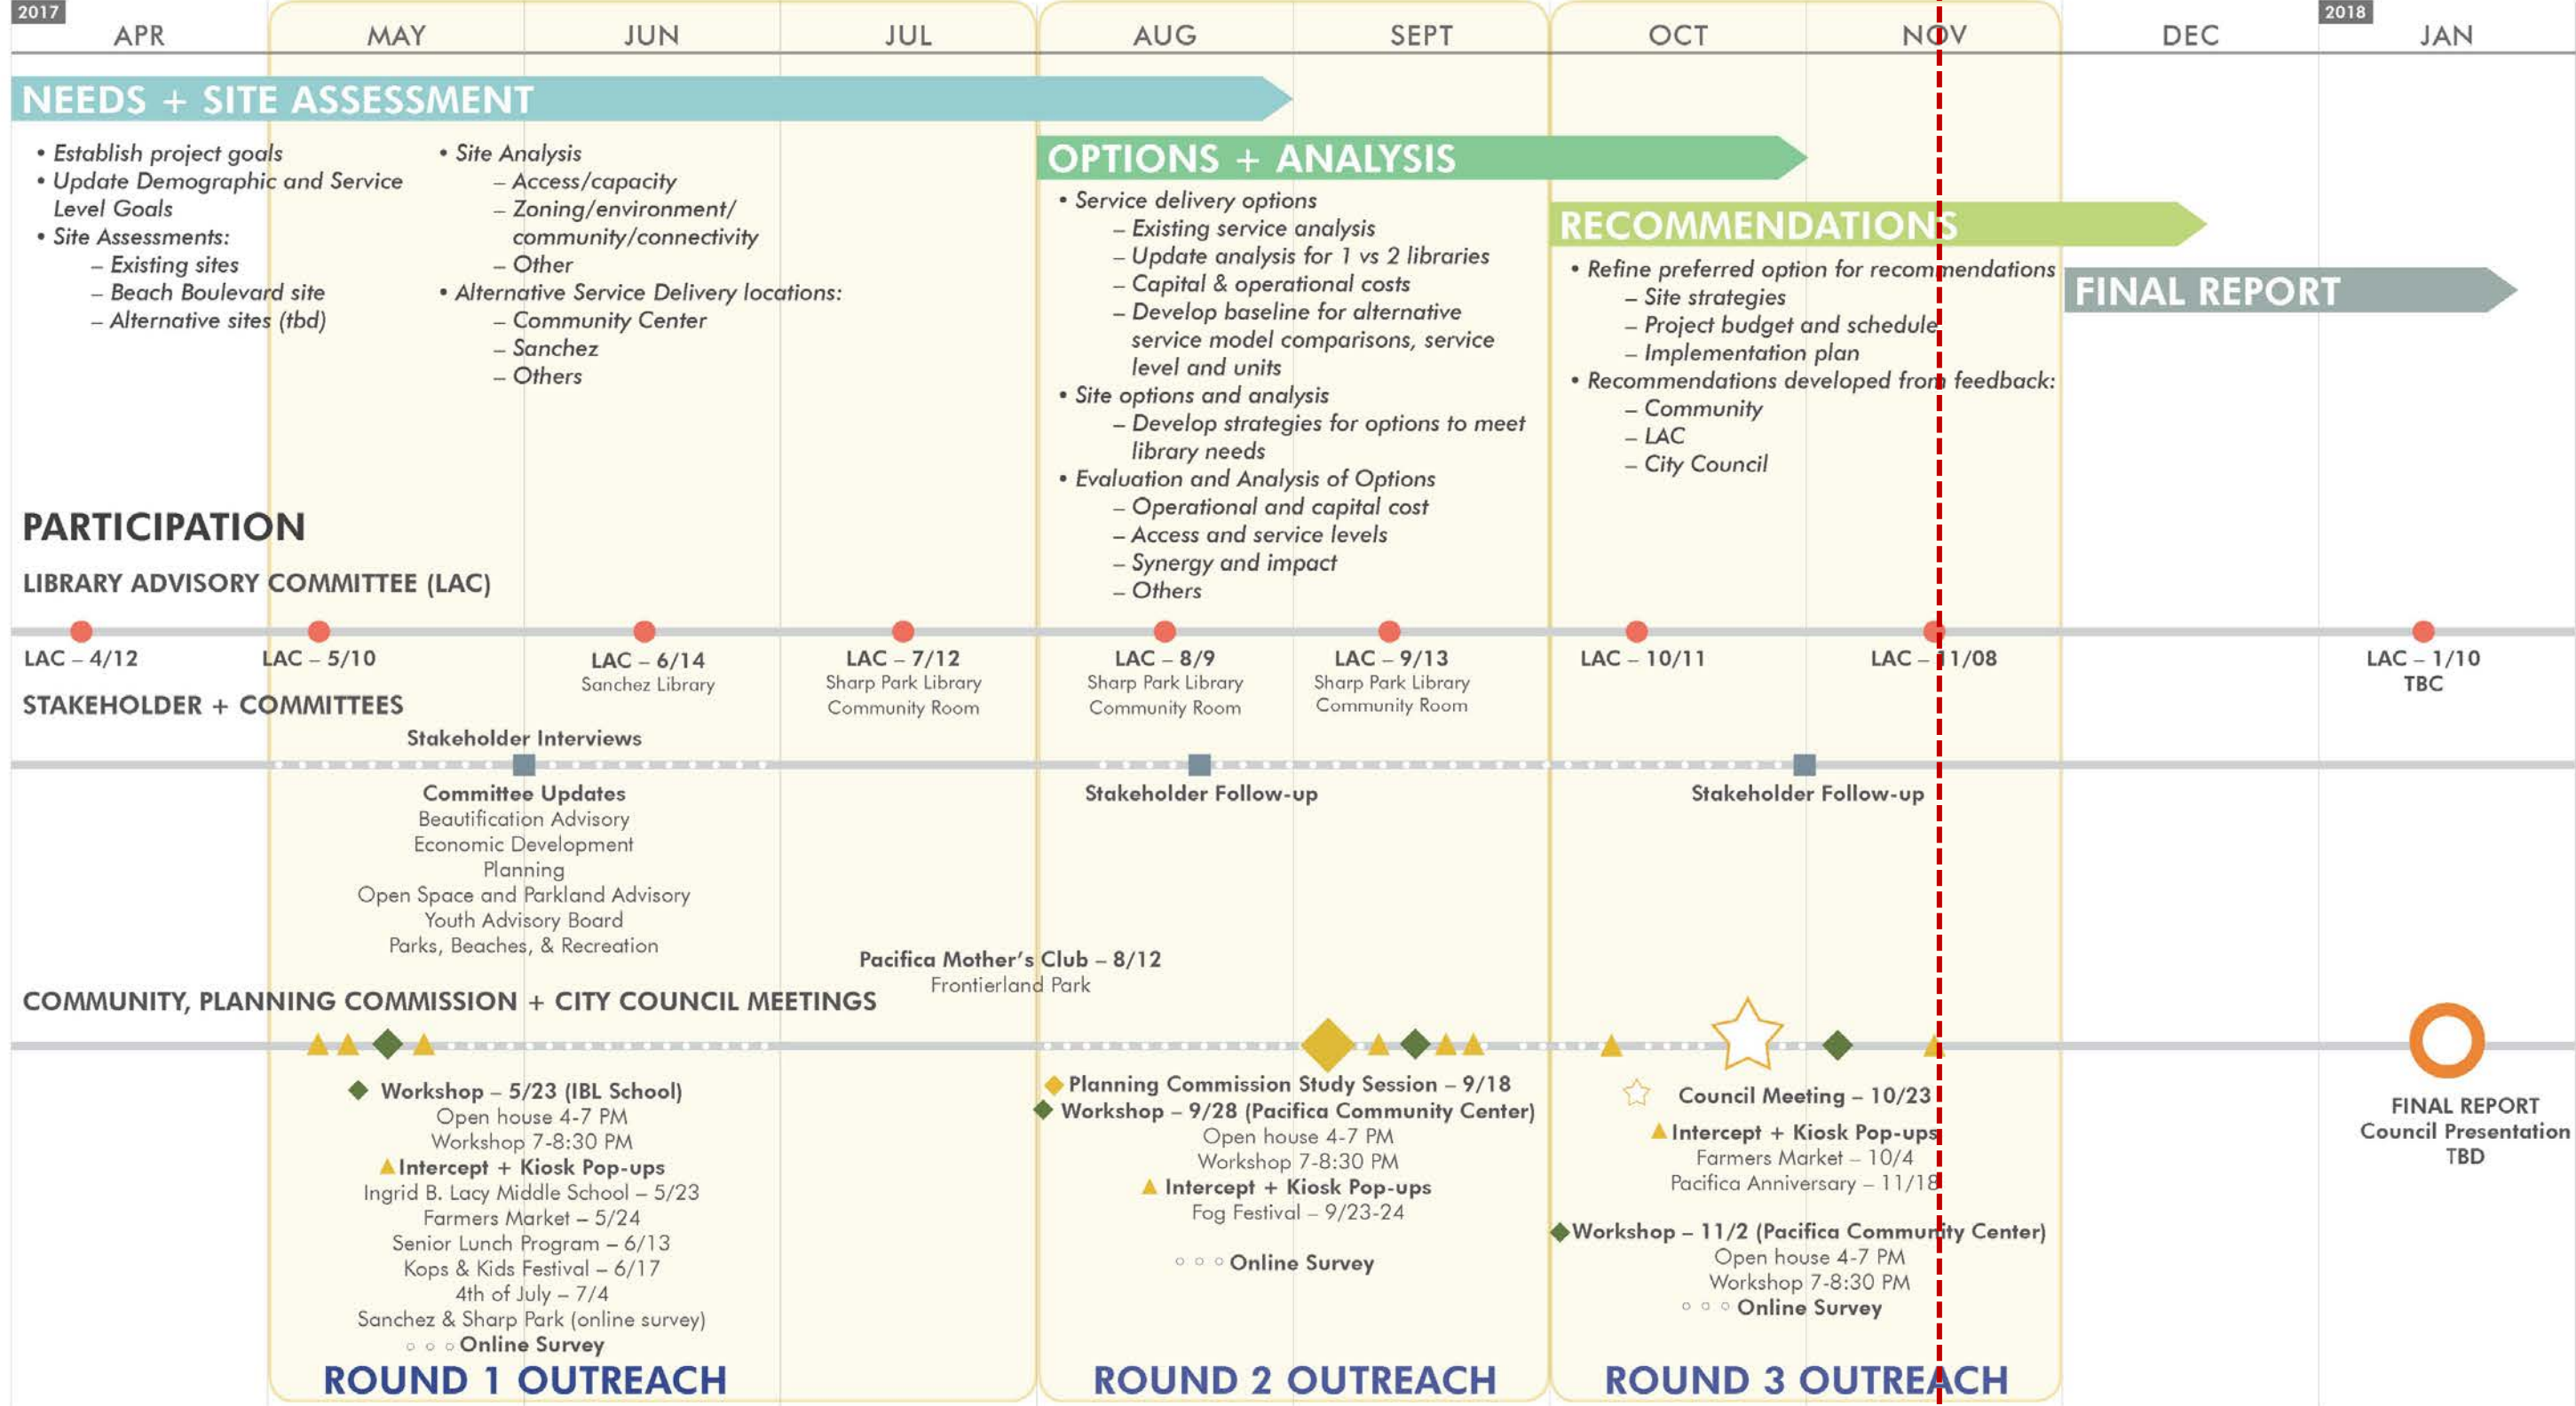 2017
2018
APR
MAY
JUN
JUL
AUG
SEPT
OCT
NOV
DEC
JAN
NEEDS + SITE ASSESSMENT
• Establish project goals
• Update Demographic and Service
Level Goals
• Site Assessments:
– Existing sites
– Beach Boulevard site
– Alternative sites (tbd)
• Site Analysis
– Access/capacity
– Zoning/environment/
community/connectivity
– Other
• Alternative Service Delivery locations:
– Community Center
– Sanchez
– Others
OPTIONS + ANALYSIS
• Service delivery options
– Existing service analysis
– Update analysis for 1 vs 2 libraries
– Capital & operational costs
– Develop baseline for alternative
service model comparisons, service
level and units
• Site options and analysis
– Develop strategies for options to meet
library needs
• Evaluation and Analysis of Options
– Operational and capital cost
– Access and service levels
– Synergy and impact
– Others
RECOMMENDATIONS
• Refine preferred option for recommendations
– Site strategies
– Project budget and schedule
– Implementation plan
• Recommendations developed from feedback:
– Community
– LAC
– City Council
FINAL REPORT
PARTICIPATION
LIBRARY ADVISORY COMMITTEE (LAC)
LAC – 4/12
LAC – 5/10
LAC – 6/14
Sanchez Library
LAC – 7/12
Sharp Park Library
Community Room
LAC – 8/9
Sharp Park Library
Community Room
LAC – 9/13
Sharp Park Library
Community Room
LAC – 10/11
LAC – 11/08
LAC – 1/10
TBC
STAKEHOLDER + COMMITTEES
Stakeholder Interviews
Committee Updates
Beautification Advisory
Economic Development
Planning
Open Space and Parkland Advisory
Youth Advisory Board
Parks, Beaches, & Recreation
Stakeholder Follow-up
Stakeholder Follow-up
Pacifica Mother's Club – 8/12
Frontierland Park
COMMUNITY, PLANNING COMMISSION + CITY COUNCIL MEETINGS
Workshop – 5/23 (IBL School)
Open house 4-7 PM
Workshop 7-8:30 PM
Intercept + Kiosk Pop-ups
Ingrid B. Lacy Middle School – 5/23
Farmers Market – 5/24
Senior Lunch Program – 6/13
Kops & Kids Festival – 6/17
4th of July – 7/4
Sanchez & Sharp Park (online survey)
Online Survey
ROUND 1 OUTREACH
Planning Commission Study Session – 9/18
Workshop – 9/28 (Pacifica Community Center)
Open house 4-7 PM
Workshop 7-8:30 PM
Intercept + Kiosk Pop-ups
Fog Festival – 9/23-24
Online Survey
ROUND 2 OUTREACH
Council Meeting – 10/23
Intercept + Kiosk Pop-ups
Farmers Market – 10/4
Pacifica Anniversary – 11/18
Workshop – 11/2 (Pacifica Community Center)
Open house 4-7 PM
Workshop 7-8:30 PM
Online Survey
ROUND 3 OUTREACH
FINAL REPORT
Council Presentation
TBD